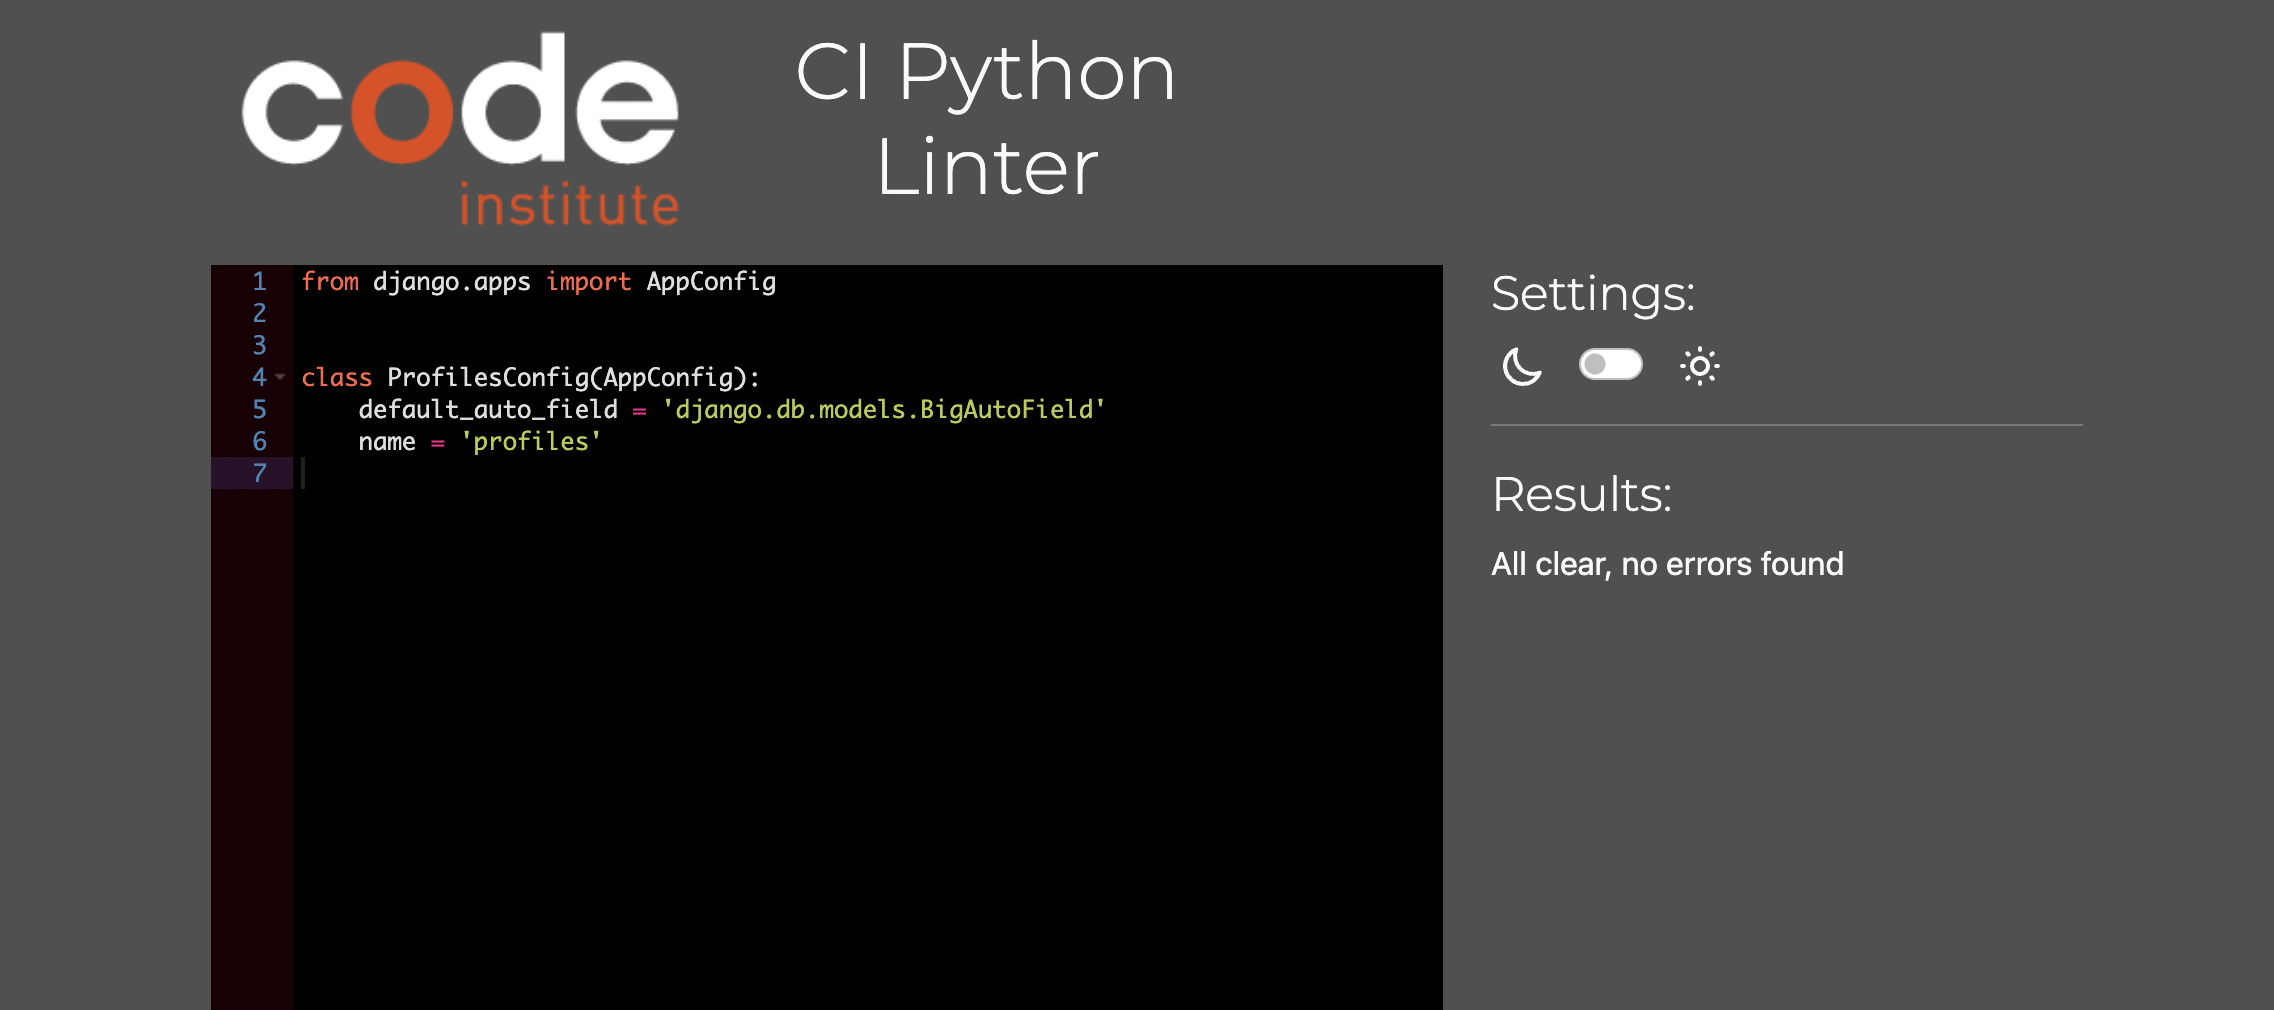 code
institute
CI Python
Linter
1 from django.apps import AppConfig
2
3
4 class ProfilesConfig(AppConfig):
5     default_auto_field = 'django.db.models.BigAutoField'
6     name = 'profiles'
7
Settings:
Results:
All clear, no errors found